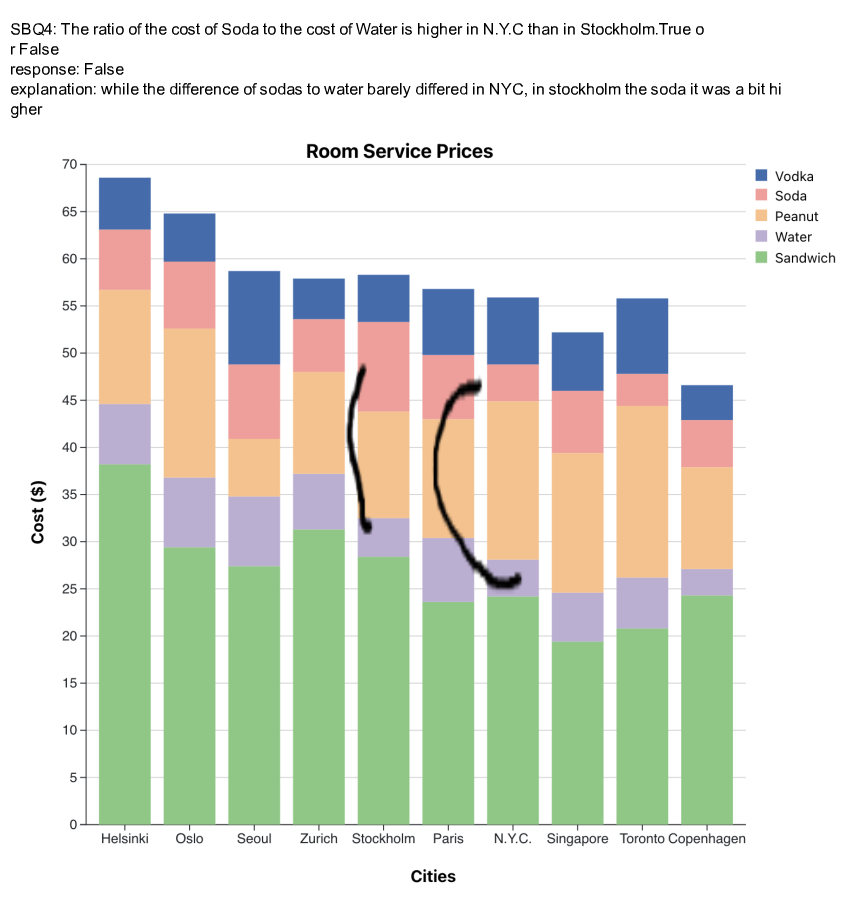 SBQ4: The ratio of the cost of Soda to the cost of Water is higher in N.Y.C than in Stockholm.True o
r False
response: False
explanation: while the difference of sodas to water barely differed in NYC, in stockholm the soda it was a bit hi
gher
Room Service Prices
70
65
60
55
50
45
40
35
30
25
20
15
10
5
0
Cost ($)
Vodka
Soda
Peanut
Water
Sandwich
Helsinki Oslo Seoul Zurich Stockholm Paris N.Y.C. Singapore Toronto Copenhagen
Cities